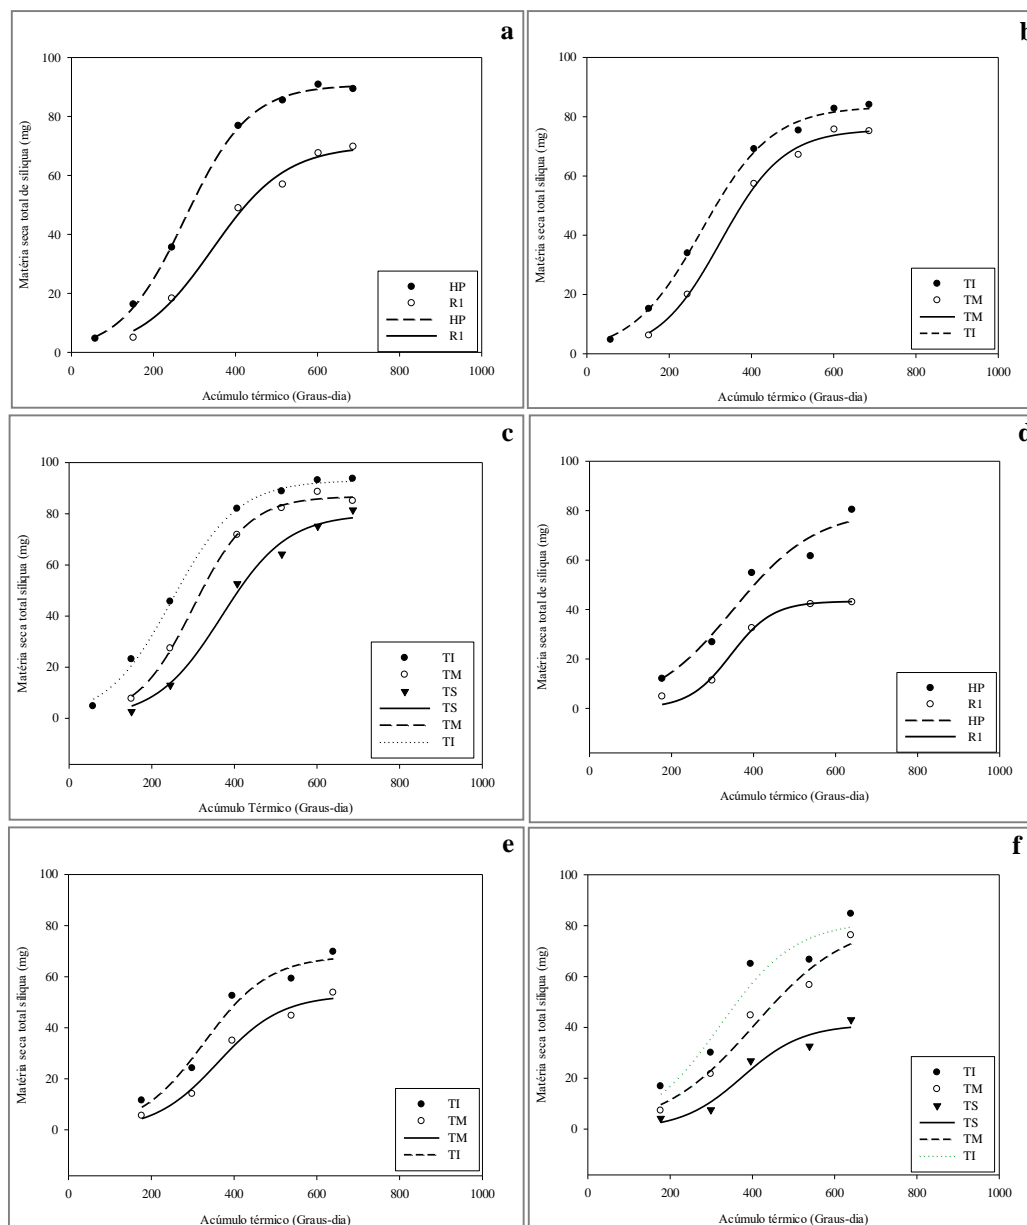 a
Matéria seca total de síliqua (mg)
100
80
60
40
20
0
0 200 400 600 800 1000
Acúmulo térmico (Graus-dia)
HP
R1
HP
R1
b
Matéria seca total síliqua (mg)
100
80
60
40
20
0
0 200 400 600 800 1000
Acúmulo térmico (Graus-dia)
TI
TM
TM
TI
c
Matéria seca total síliqua (mg)
100
80
60
40
20
0
0 200 400 600 800 1000
Acúmulo Térmico (Graus-dia)
TI
TM
TS
TS
TM
TI
d
Matéria seca total de síliqua (mg)
100
80
60
40
20
0
0 200 400 600 800 1000
Acúmulo térmico (Graus-dia)
HP
R1
HP
R1
e
Matéria seca total síliqua (mg)
100
80
60
40
20
0
0 200 400 600 800 1000
Acúmulo térmico (Graus-dia)
TI
TM
TM
TI
f
Matéria seca total síliqua (mg)
100
80
60
40
20
0
0 200 400 600 800 1000
Acúmulo térmico (Graus-dia)
TI
TM
TS
TS
TM
TI